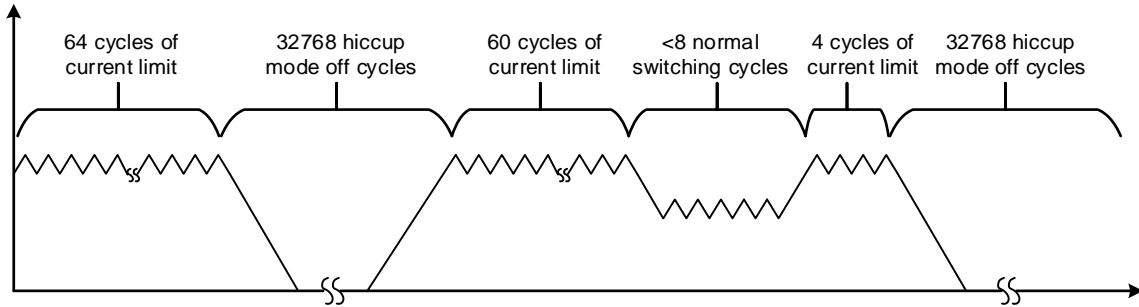 64 cycles of
current limit
32768 hiccup
mode off cycles
60 cycles of
current limit
<8 normal
switching cycles
4 cycles of
current limit
32768 hiccup
mode off cycles